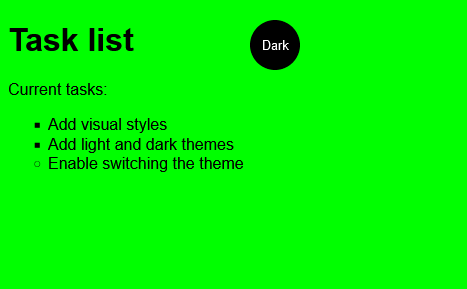 Task list
Dark
Current tasks:
Add visual styles
Add light and dark themes
Enable switching the theme